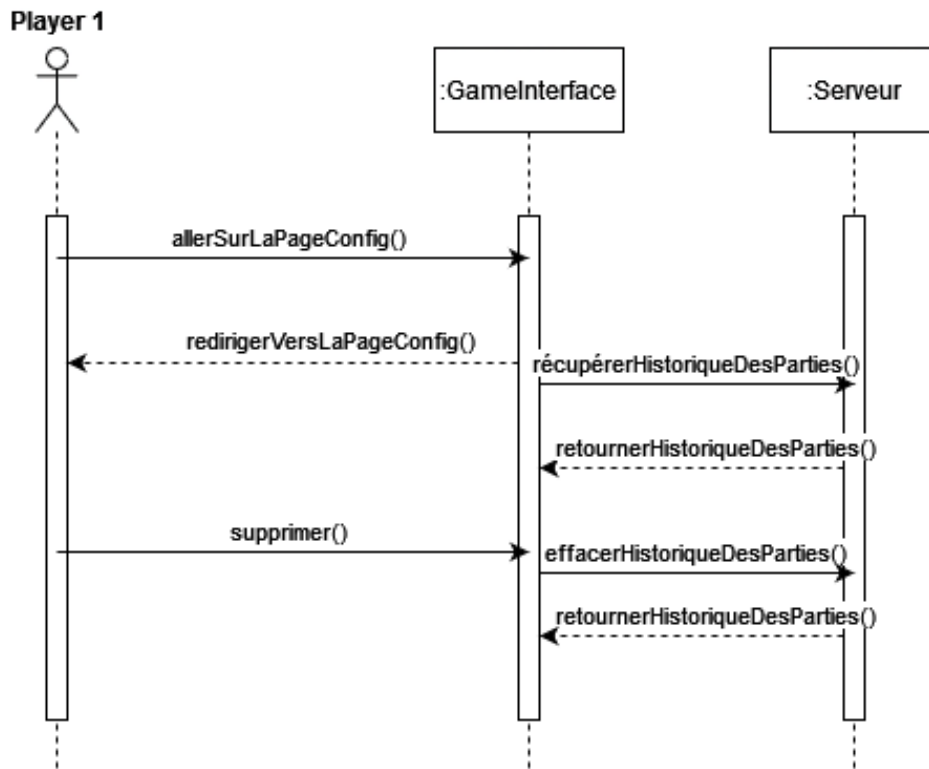 Player 1
:GameInterface
:Serveur
allerSurLaPageConfig()
redirigerVersLaPageConfig()
récupérerHistoriqueDesParties()
retournerHistoriqueDesParties()
supprimer()
effacerHistoriqueDesParties()
retournerHistoriqueDesParties()